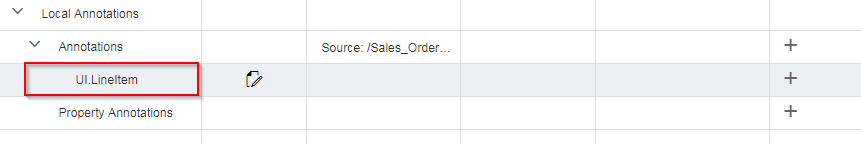 Local Annotations
Annotations Source: /Sales_Order...
UI.LineItem
Property Annotations